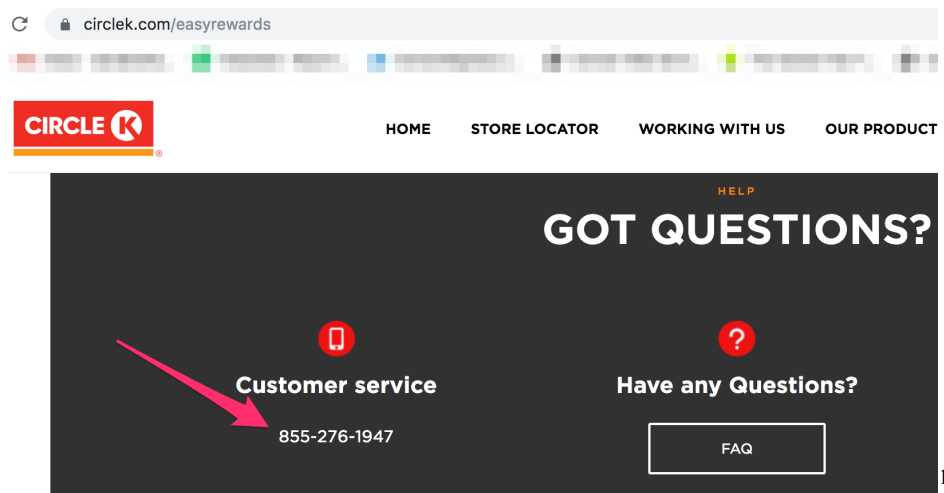 circlek.com/easyrewards
CIRCLE K ®
HOME STORE LOCATOR WORKING WITH US OUR PRODUCT
HELP
GOT QUESTIONS?
Customer service
855-276-1947
?
Have any Questions?
FAQ